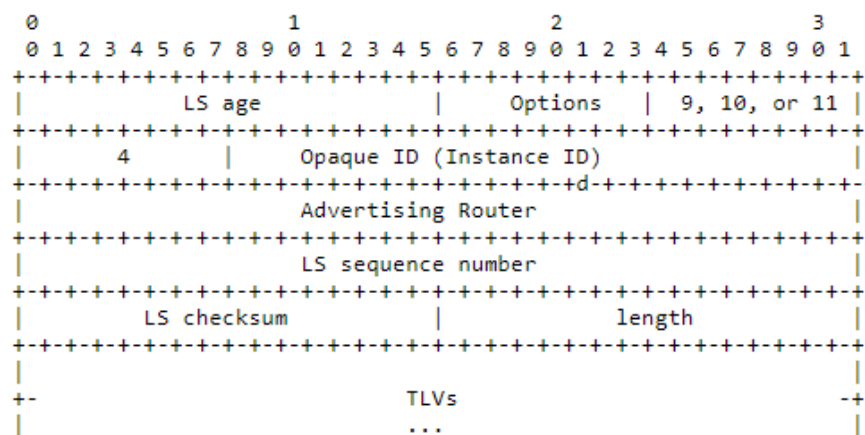 0                   1                   2                   3
 0 1 2 3 4 5 6 7 8 9 0 1 2 3 4 5 6 7 8 9 0 1 2 3 4 5 6 7 8 9 0 1
+-+-+-+-+-+-+-+-+-+-+-+-+-+-+-+-+-+-+-+-+-+-+-+-+-+-+-+-+-+-+-+-+
|            LS age             |     Options   |  9, 10, or 11 |
+-+-+-+-+-+-+-+-+-+-+-+-+-+-+-+-+-+-+-+-+-+-+-+-+-+-+-+-+-+-+-+-+
|       4       |     Opaque ID (Instance ID)                   |
+-+-+-+-+-+-+-+-+-+-+-+-+-+-+-+-+-+-+-+-+-+d-+-+-+-+-+-+-+-+-+-+-
|                     Advertising Router                        |
+-+-+-+-+-+-+-+-+-+-+-+-+-+-+-+-+-+-+-+-+-+-+-+-+-+-+-+-+-+-+-+-+
|                     LS sequence number                        |
+-+-+-+-+-+-+-+-+-+-+-+-+-+-+-+-+-+-+-+-+-+-+-+-+-+-+-+-+-+-+-+-+
|         LS checksum           |             length            |
+-+-+-+-+-+-+-+-+-+-+-+-+-+-+-+-+-+-+-+-+-+-+-+-+-+-+-+-+-+-+-+-+
|                                                               |
+-                            TLVs                             -+
|                             ...                               |